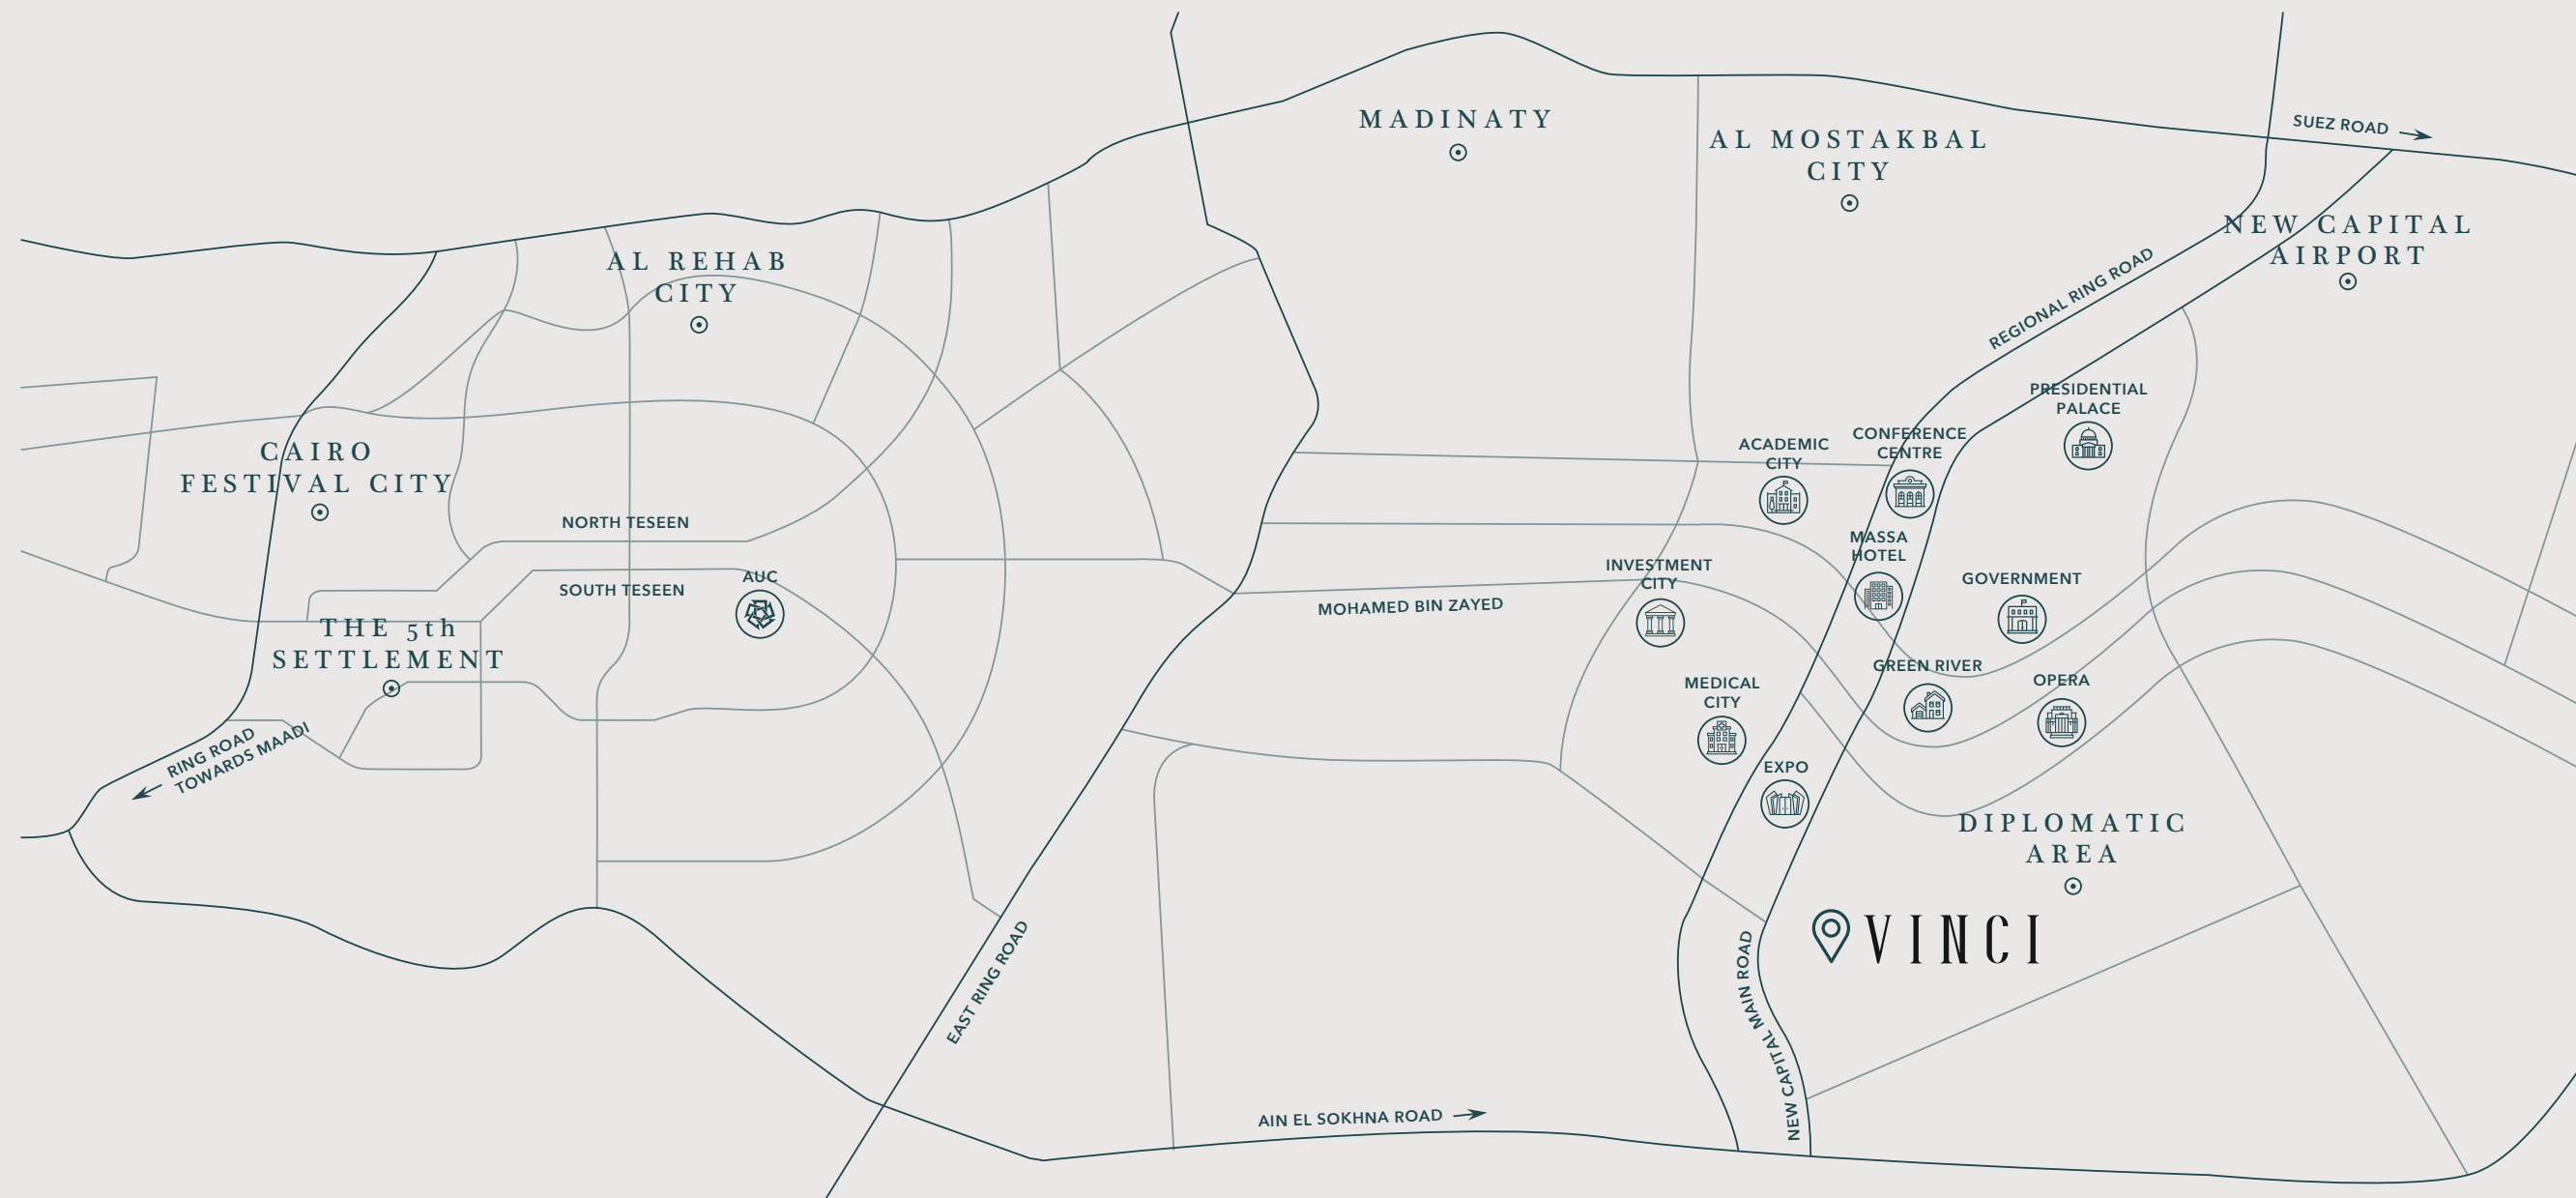 MADINATY
AL MOSTAKBAL
CITY
SUEZ ROAD
NEW CAPITAL
AIRPORT
REGIONAL RING ROAD
AL REHAB
CITY
PRESIDENTIAL
PALACE
CAIRO
FESTIVAL CITY
ACADEMIC
CITY
CONFERENCE
CENTRE
NORTH TESEEN
SOUTH TESEEN
AUC
MASSA
HOTEL
INVESTMENT
CITY
GOVERNMENT
MOHAMED BIN ZAYED
THE 5th
SETTLEMENT
GREEN RIVER
OPERA
MEDICAL
CITY
RING ROAD
TOWARDS MAADI
EXPO
DIPLOMATIC
AREA
VINCI
EAST RING ROAD
NEW CAPITAL MAIN ROAD
AIN EL SOKHNA ROAD